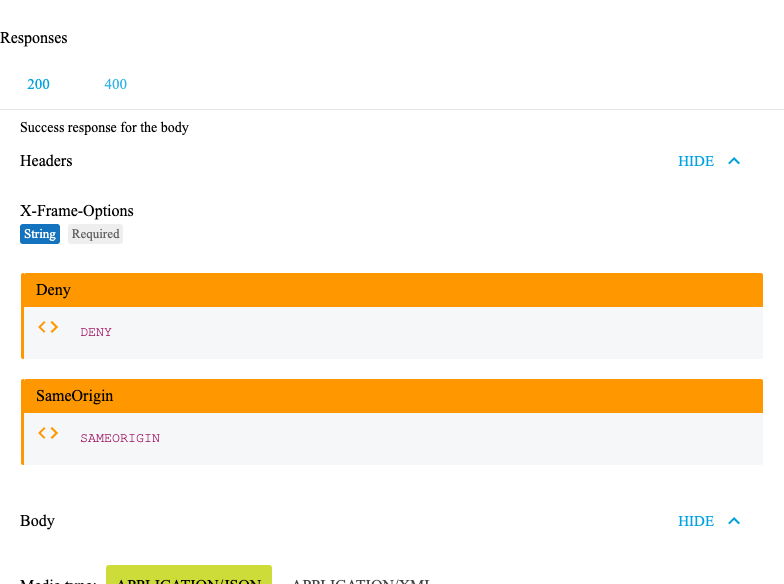 Responses
200 400
Success response for the body
Headers HIDE
X-Frame-Options
String Required
Deny
DENY
SameOrigin
SAMEORIGIN
Body HIDE
Media type: APPLICATION/JSON APPLICATION/XML